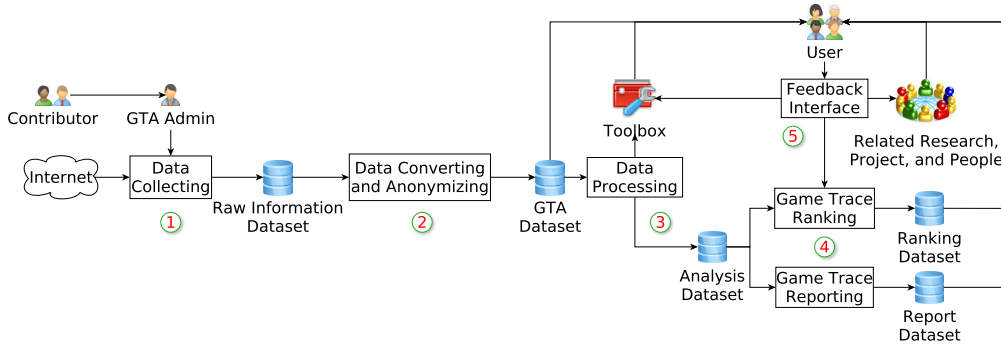 User
Contributor
GTA Admin
Toolbox
Feedback
Interface
5
Related Research,
Project, and People
Internet
Data
Collecting
1
Raw Information
Dataset
Data Converting
and Anonymizing
2
GTA
Dataset
Data
Processing
3
Analysis
Dataset
Game Trace
Ranking
4
Ranking
Dataset
Game Trace
Reporting
Report
Dataset